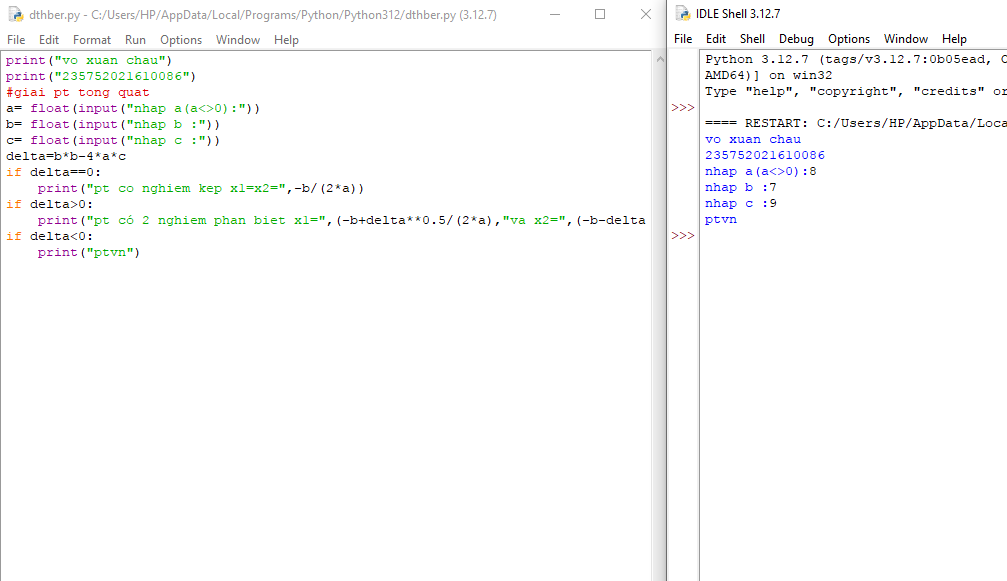 dthber.py - C:/Users/HP/AppData/Local/Programs/Python/Python312/dthber.py (3.12.7)
File Edit Format Run Options Window Help
print("vo xuan chau")
print("235752021610086")
#giai pt tong quat
a= float(input("nhap a(a<>0):"))
b= float(input("nhap b :"))
c= float(input("nhap c :"))
delta=b*b-4*a*c
if delta==0:
    print("pt co nghiem kep x1=x2=",-b/(2*a))
if delta>0:
    print("pt có 2 nghiem phan biet x1=",(-b+delta**0.5/(2*a),"va x2=",(-b-delta
if delta<0:
    print("ptvn")
IDLE Shell 3.12.7
File Edit Shell Debug Options Window Help
Python 3.12.7 (tags/v3.12.7:0b05ead, O
AMD64)] on win32
Type "help", "copyright", "credits" or
>>>
==== RESTART: C:/Users/HP/AppData/Loca
vo xuan chau
235752021610086
nhap a(a<>0):8
nhap b :7
nhap c :9
ptvn
>>>